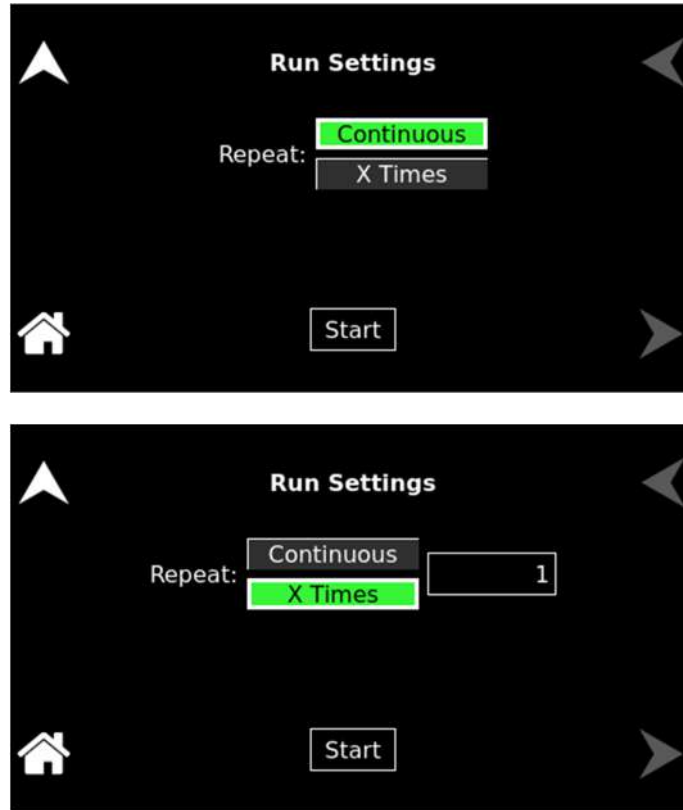 Run Settings
Continuous
Repeat:
X Times
Start
Run Settings
Continuous
Repeat:
1
X Times
Start